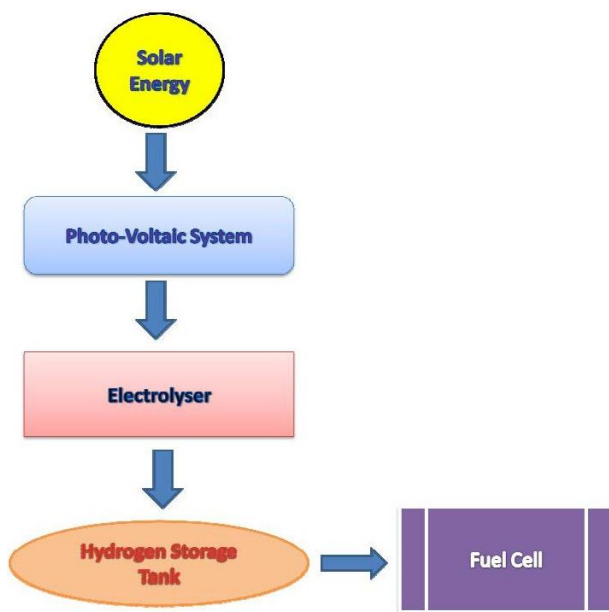 Solar
Energy
Photo-Voltaic System
Electrolyser
Hydrogen Storage
Tank
Fuel Cell